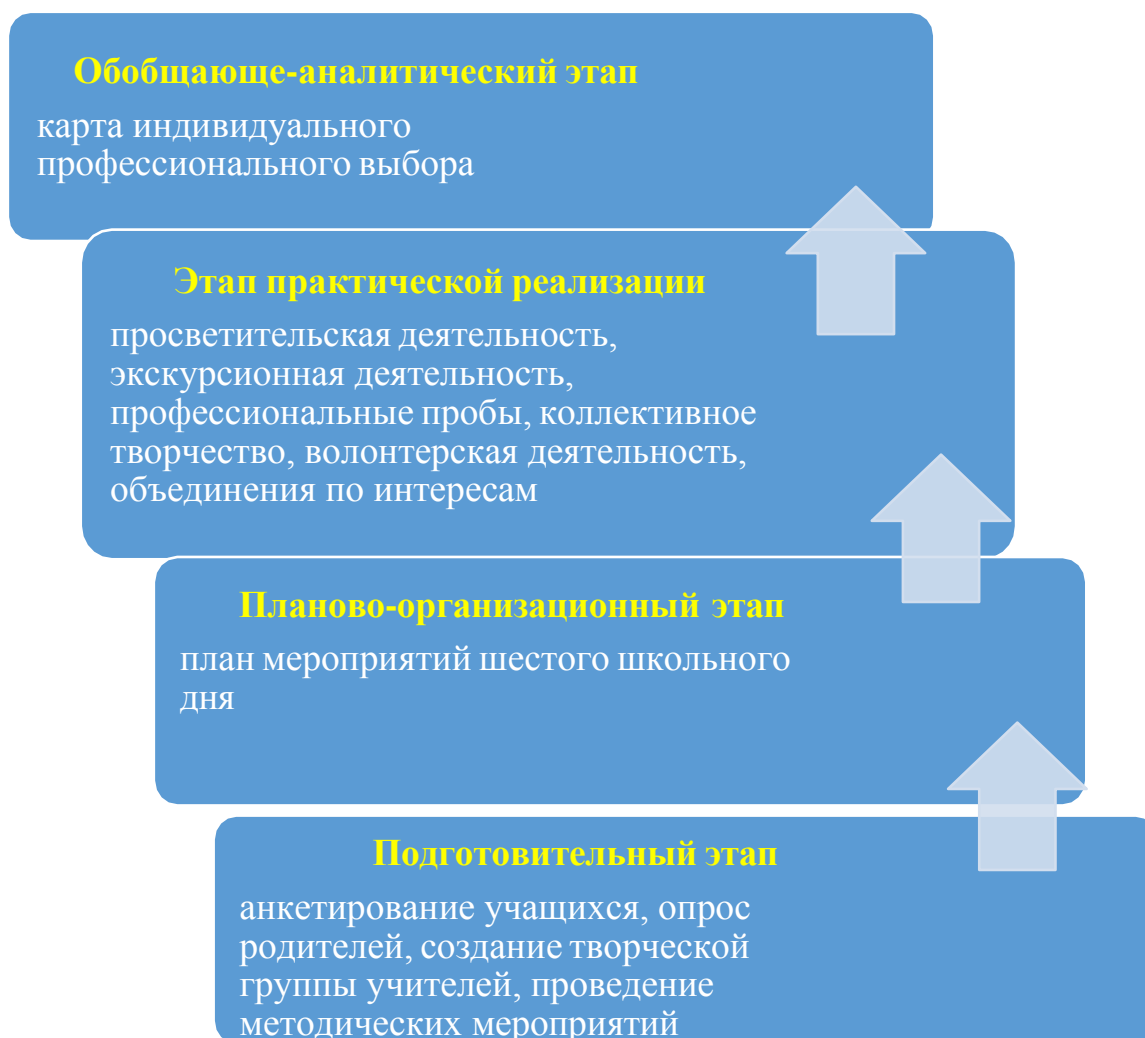 Обобщающе-аналитический этап
карта индивидуального
профессионального выбора
Этап практической реализации
просветительская деятельность,
экскурсионная деятельность,
профессиональные пробы, коллективное
творчество, волонтерская деятельность,
объединения по интересам
Планово-организационный этап
план мероприятий шестого школьного
дня
Подготовительный этап
анкетирование учащихся, опрос
родителей, создание творческой
группы учителей, проведение
методических мероприятий